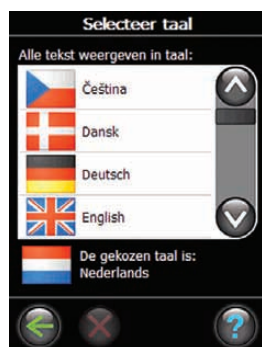 Selecteer taal
Alle tekst weergeven in taal:
Čeština
Dansk
Deutsch
English
De gekozen taal is:
Nederlands
?